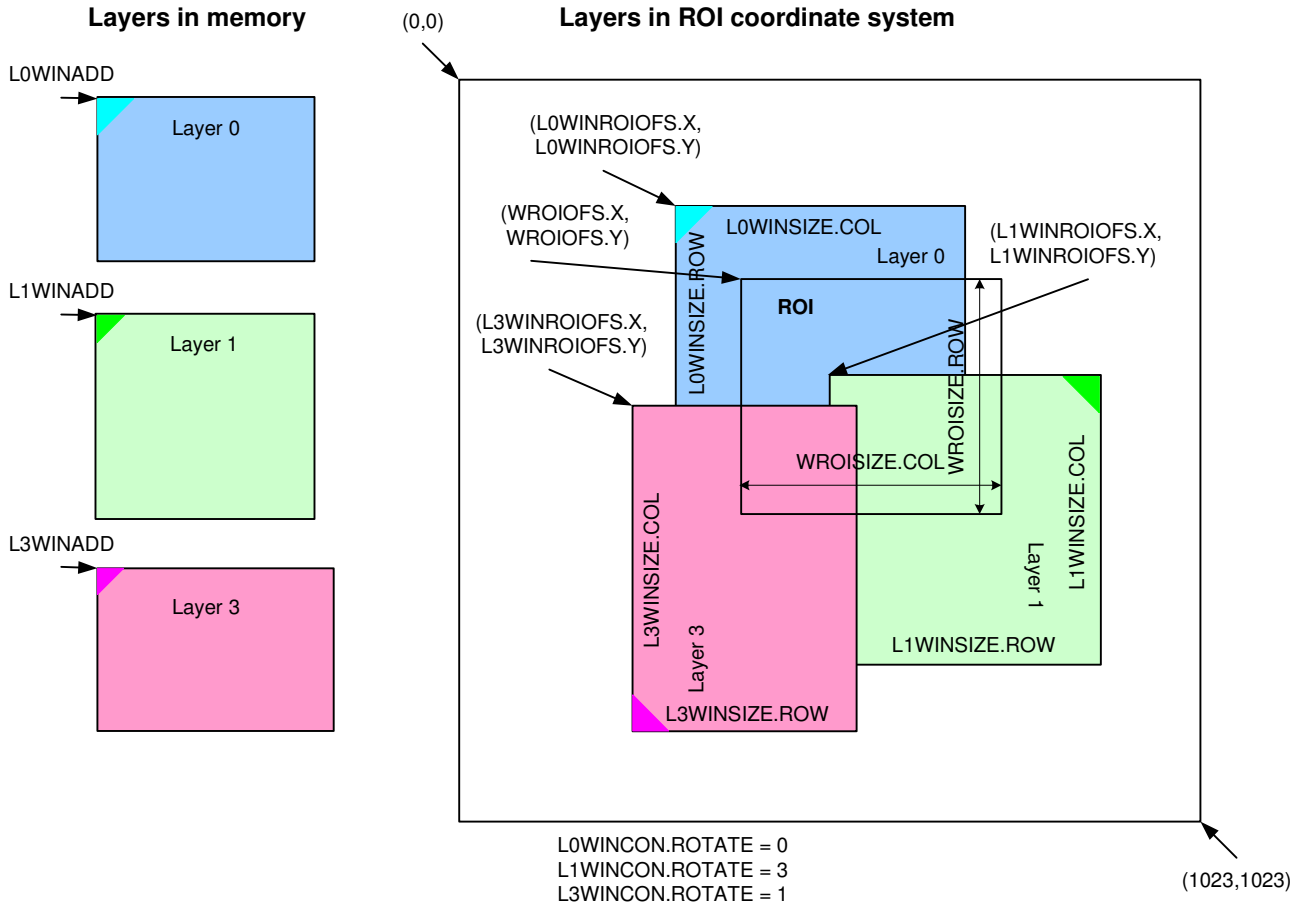 Layers in memory
Layers in ROI coordinate system
(0,0)
L0WINADD
Layer 0
L1WINADD
Layer 1
L3WINADD
Layer 3
(L0WINROIOFS.X,
L0WINROIOFS.Y)
(WROIOFS.X,
WROIOFS.Y)
(L3WINROIOFS.X,
L3WINROIOFS.Y)
(L1WINROIOFS.X,
L1WINROIOFS.Y)
L0WINSIZE.COL
L0WINSIZE.ROW
Layer 0
ROI
WROISIZE.ROW
WROISIZE.COL
L1WINSIZE.COL
Layer 1
L1WINSIZE.ROW
L3WINSIZE.COL
Layer 3
L3WINSIZE.ROW
L0WINCON.ROTATE = 0
L1WINCON.ROTATE = 3
L3WINCON.ROTATE = 1
(1023,1023)